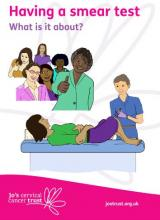 Having a smear test
What is it about?
Jo's
cervical
cancer
trust
jostrust.org.uk